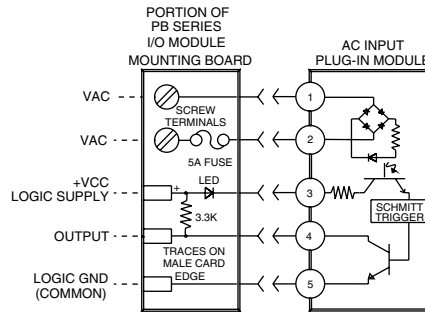 PORTION OF
PB SERIES
I/O MODULE
MOUNTING BOARD
AC INPUT
PLUG-IN MODULE
VAC
SCREW
TERMINALS
1
VAC
5A FUSE
2
+VCC
LOGIC SUPPLY
+
LED
3
3.3K
SCHMITT
TRIGGER
OUTPUT
4
TRACES ON
MALE CARD
EDGE
LOGIC GND
(COMMON)
5